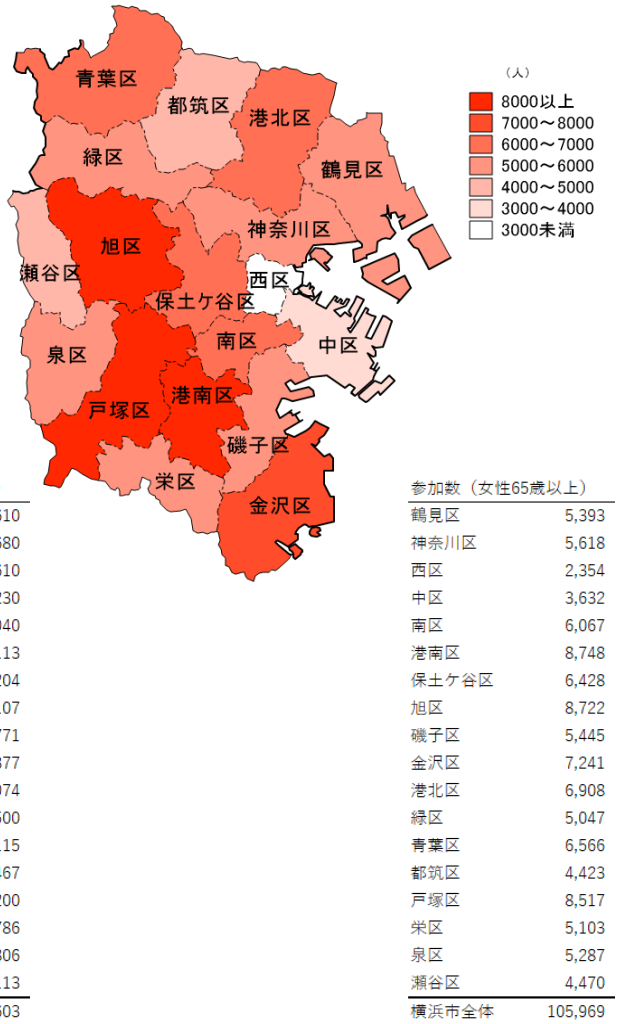 （人）
8000以上
7000～8000
6000～7000
5000～6000
4000～5000
3000～4000
3000未満
青葉区
都筑区
港北区
緑区
鶴見区
神奈川区
旭区
瀬谷区
西区
保土ケ谷区
南区
中区
泉区
港南区
戸塚区
磯子区
栄区
金沢区
参加数（女性65歳以上）
鶴見区 5,393
神奈川区 5,618
西区 2,354
中区 3,632
南区 6,067
港南区 8,748
保土ケ谷区 6,428
旭区 8,722
磯子区 5,445
金沢区 7,241
港北区 6,908
緑区 5,047
青葉区 6,566
都筑区 4,423
戸塚区 8,517
栄区 5,103
泉区 5,287
瀬谷区 4,470
横浜市全体 105,969